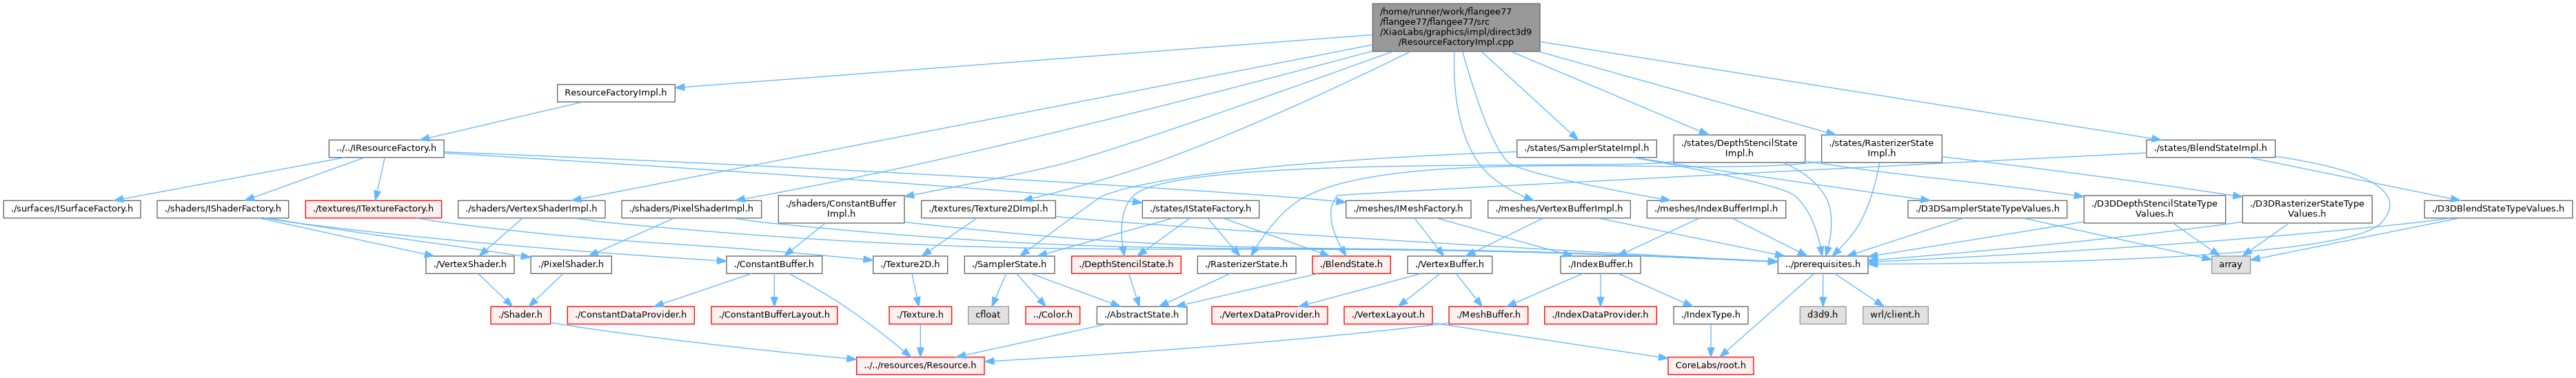 /home/runner/work/flangee77
/flangee77/flangee77/src
/XiaoLabs/graphics/impl/direct3d9
/ResourceFactoryImpl.cpp
ResourceFactoryImpl.h
../../IResourceFactory.h
./states/SamplerStateImpl.h
./states/DepthStencilState
Impl.h
./states/RasterizerState
Impl.h
./states/BlendStateImpl.h
./surfaces/ISurfaceFactory.h
./shaders/IShaderFactory.h
./textures/ITextureFactory.h
./shaders/VertexShaderImpl.h
./shaders/PixelShaderImpl.h
./shaders/ConstantBuffer
Impl.h
./textures/Texture2DImpl.h
./states/IStateFactory.h
./meshes/IMeshFactory.h
./meshes/VertexBufferImpl.h
./meshes/IndexBufferImpl.h
./D3DSamplerStateTypeValues.h
./D3DDepthStencilStateType
Values.h
./D3DRasterizerStateType
Values.h
./D3DBlendStateTypeValues.h
./VertexShader.h
./PixelShader.h
./ConstantBuffer.h
./Texture2D.h
./SamplerState.h
./DepthStencilState.h
./RasterizerState.h
./BlendState.h
./VertexBuffer.h
./IndexBuffer.h
../prerequisites.h
array
./Shader.h
./ConstantDataProvider.h
./ConstantBufferLayout.h
./Texture.h
cfloat
../Color.h
./AbstractState.h
./VertexDataProvider.h
./VertexLayout.h
./MeshBuffer.h
./IndexDataProvider.h
./IndexType.h
d3d9.h
wrl/client.h
../../resources/Resource.h
CoreLabs/root.h